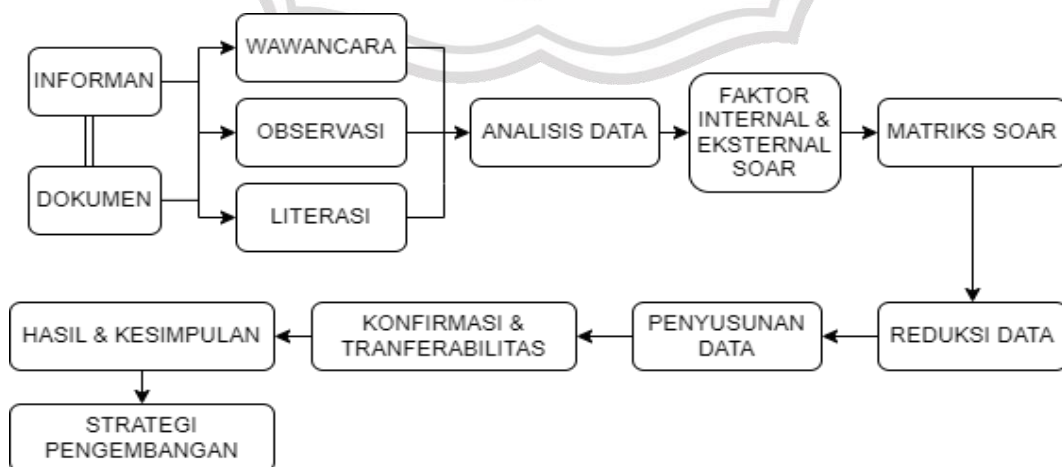 INFORMAN
DOKUMEN
WAWANCARA
OBSERVASI
LITERASI
ANALISIS DATA
FAKTOR
INTERNAL &
EKSTERNAL
SOAR
MATRIKS SOAR
REDUKSI DATA
PENYUSUNAN
DATA
KONFIRMASI &
TRANFERABILITAS
HASIL & KESIMPULAN
STRATEGI
PENGEMBANGAN